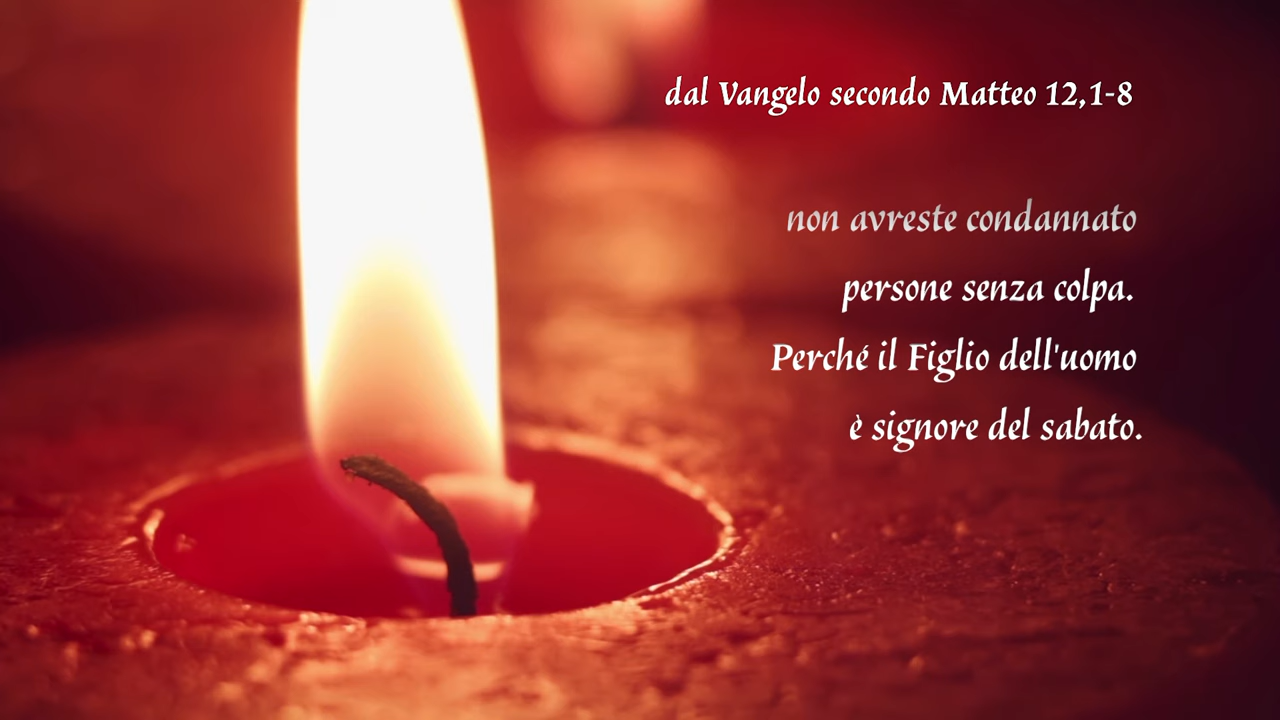 dal Vangelo secondo Matteo 12,1-8
non avreste condannato
persone senza colpa.
Perché il Figlio dell'uomo
è signore del sabato.